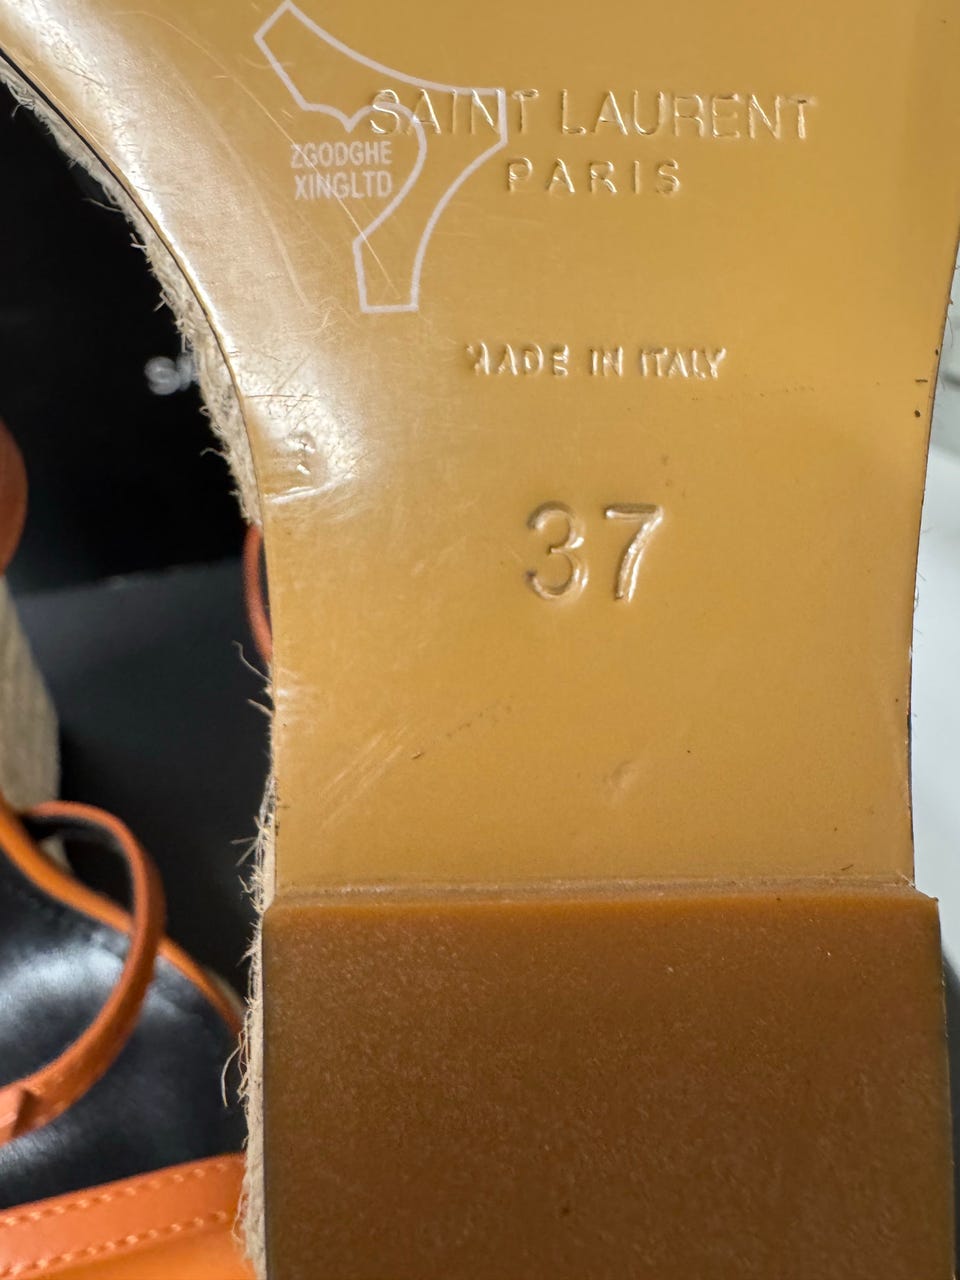 SAINT LAURENT
PARIS
ZGODGHE
XINGLTD
MADE IN ITALY
37